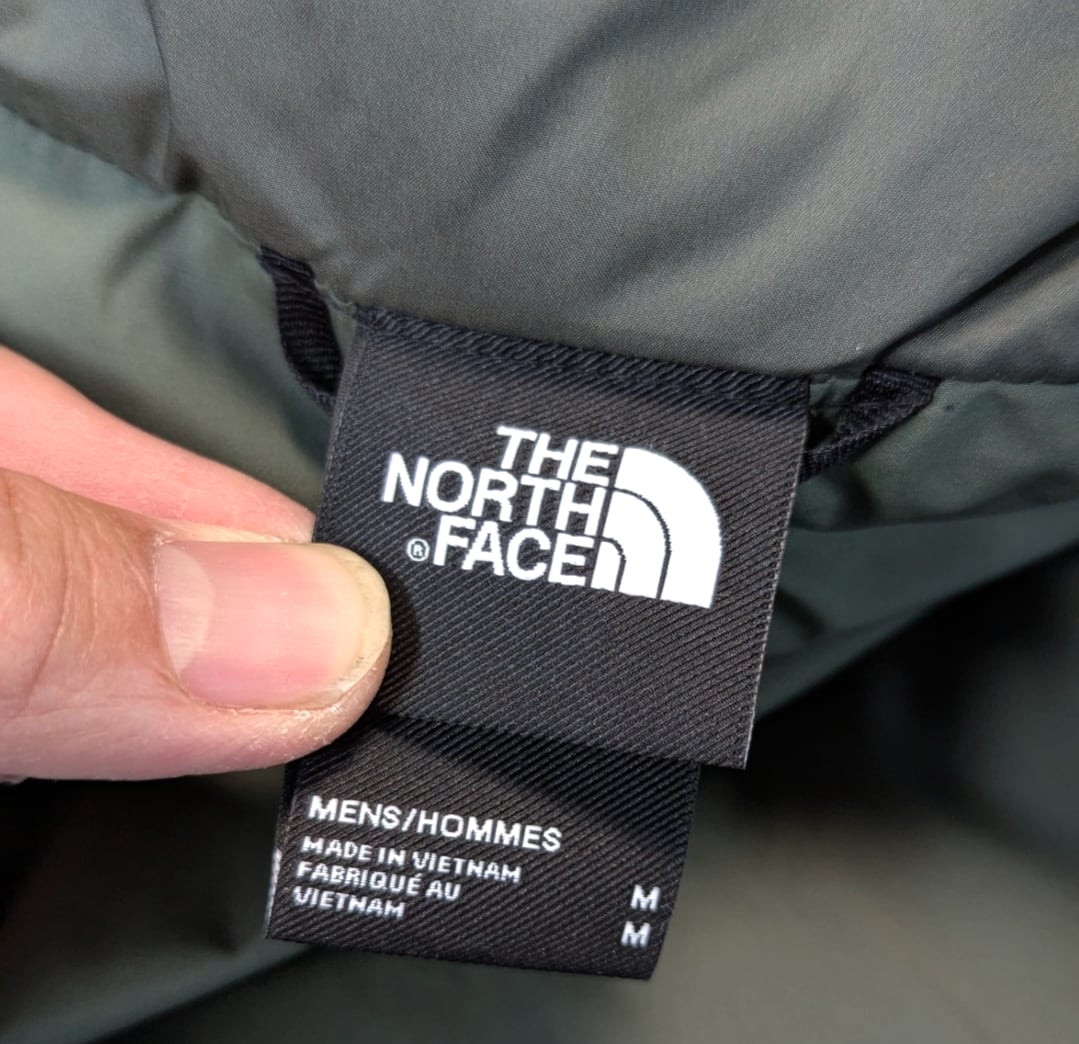 THE
NORTH
®FACE
MENS/HOMMES
MADE IN VIETNAM
FABRIQUÉ AU
VIETNAM
M
M